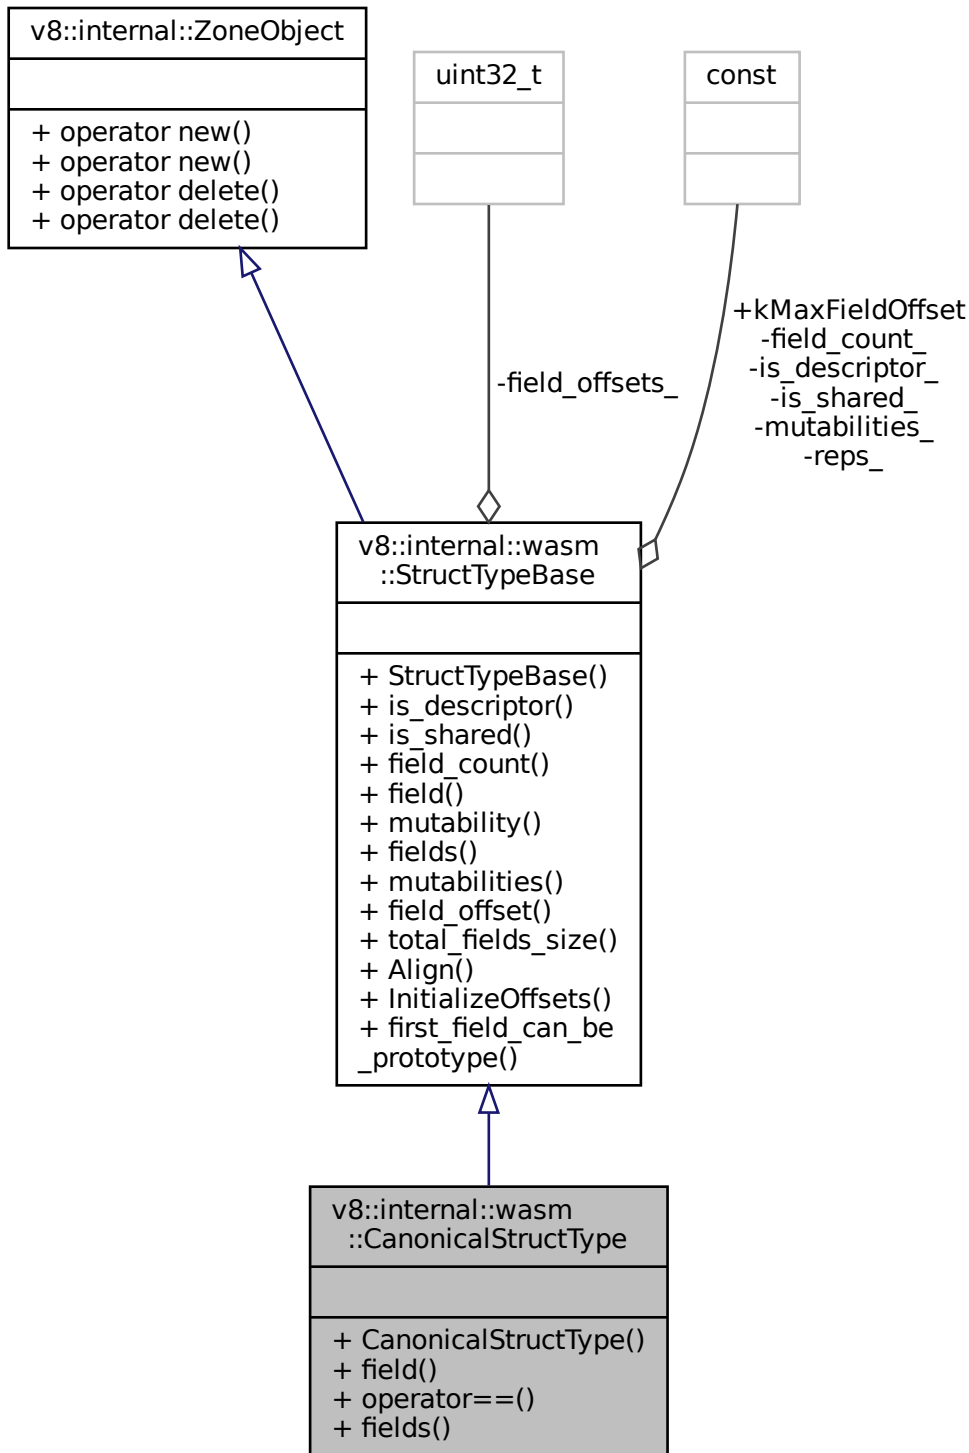 v8::internal::ZoneObject
+ operator new()
+ operator new()
+ operator delete()
+ operator delete()
uint32_t
const
+kMaxFieldOffset
-field_count_
-is_descriptor_
-is_shared_
-mutabilities_
-reps_
-field_offsets_
v8::internal::wasm
::StructTypeBase
+ StructTypeBase()
+ is_descriptor()
+ is_shared()
+ field_count()
+ field()
+ mutability()
+ fields()
+ mutabilities()
+ field_offset()
+ total_fields_size()
+ Align()
+ InitializeOffsets()
+ first_field_can_be
_prototype()
v8::internal::wasm
::CanonicalStructType
+ CanonicalStructType()
+ field()
+ operator==()
+ fields()